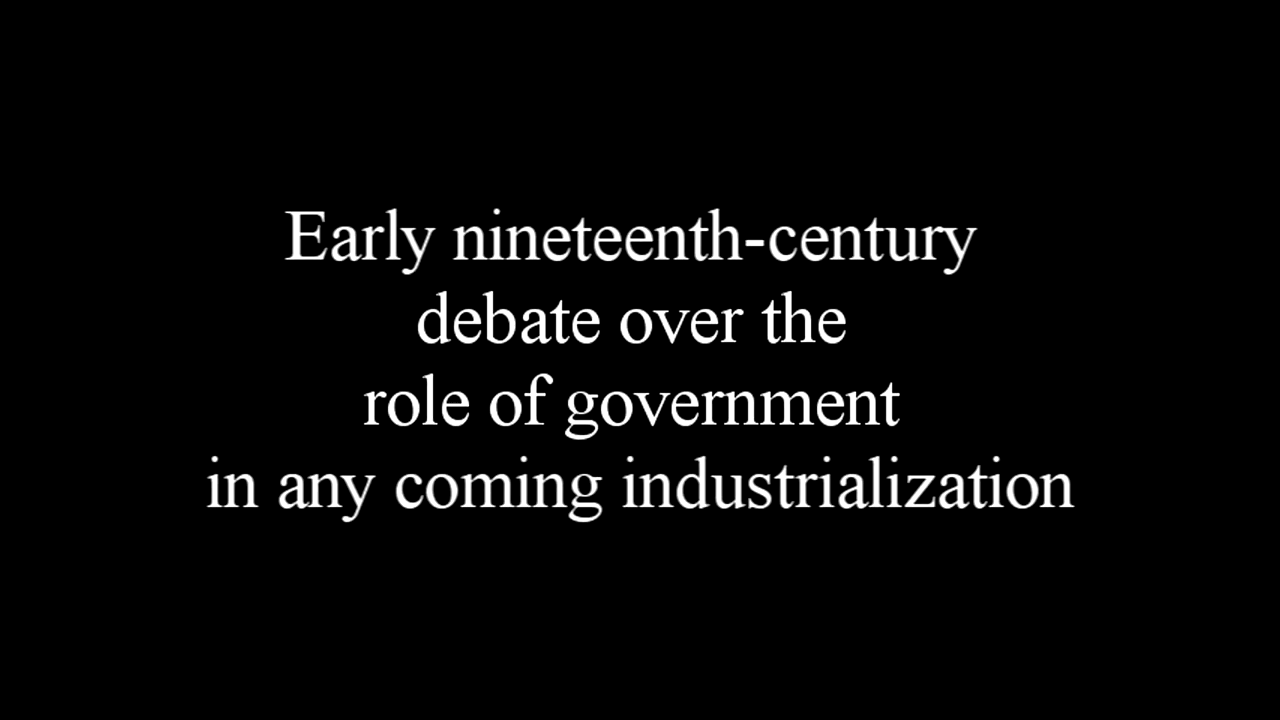 Early nineteenth-century
debate over the
role of government
in any coming industrialization